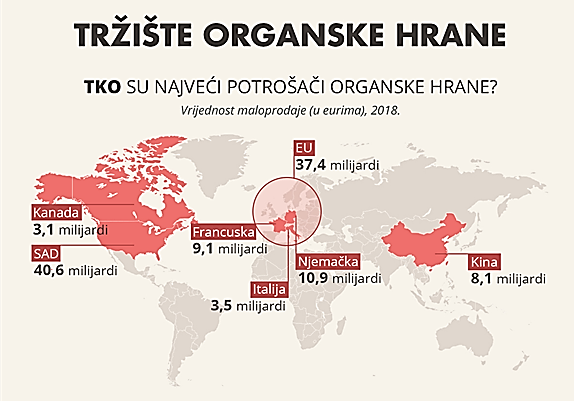 TRŽIŠTE ORGANSKE HRANE
TKO SU NAJVEĆI POTROŠAČI ORGANSKE HRANE?
Vrijednost maloprodaje (u eurima), 2018.
EU
37,4 milijardi
Kanada
3,1 milijardi
Francuska
9,1 milijardi
SAD
40,6 milijardi
Njemačka
10,9 milijardi
Kina
8,1 milijardi
Italija
3,5 milijardi